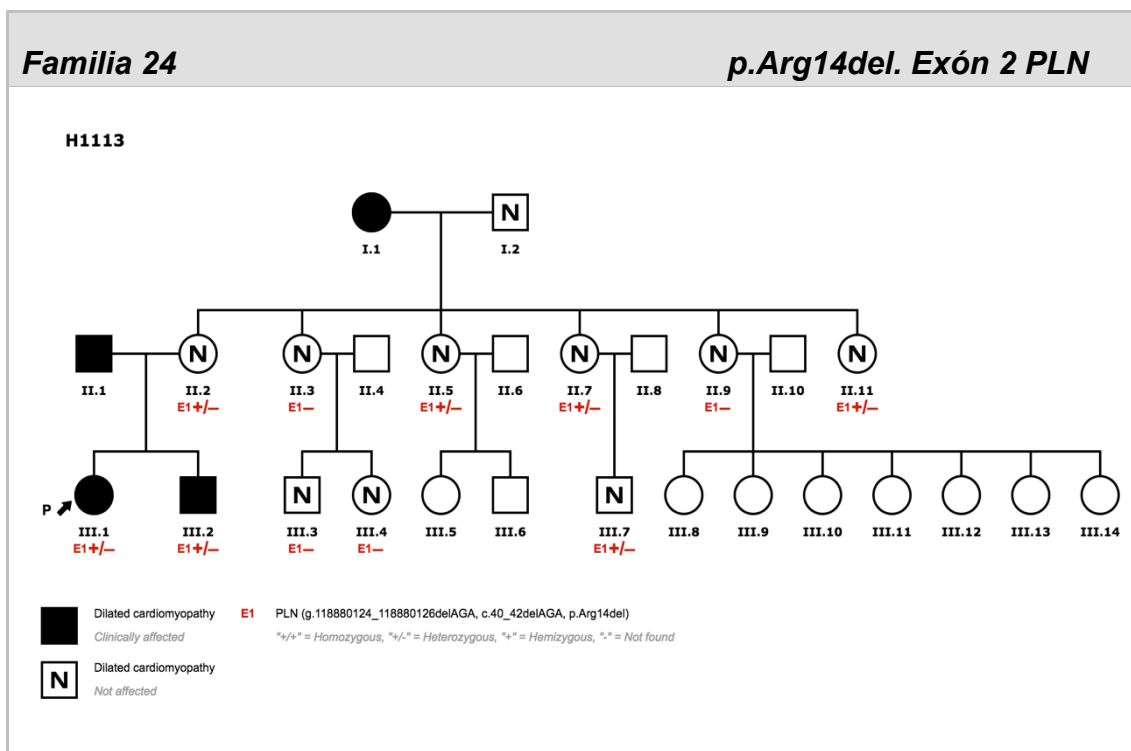 Familia 24 p.Arg14del. Exón 2 PLN
H1113
N
I.1 I.2
N N N N N N
II.1 II.2 II.3 II.4 II.5 II.6 II.7 II.8 II.9 II.10 II.11
E1+/− E1− E1+/− E1+/− E1− E1+/−
P N N N
III.1 III.2 III.3 III.4 III.5 III.6 III.7 III.8 III.9 III.10 III.11 III.12 III.13 III.14
E1+/− E1+/− E1− E1− E1+/−
Dilated cardiomyopathy E1 PLN (g.118880124_118880126delAGA, c.40_42delAGA, p.Arg14del)
Clinically affected "+/+" = Homozygous, "+/-" = Heterozygous, "+" = Hemizygous, "-" = Not found
Dilated cardiomyopathy
N
Not affected